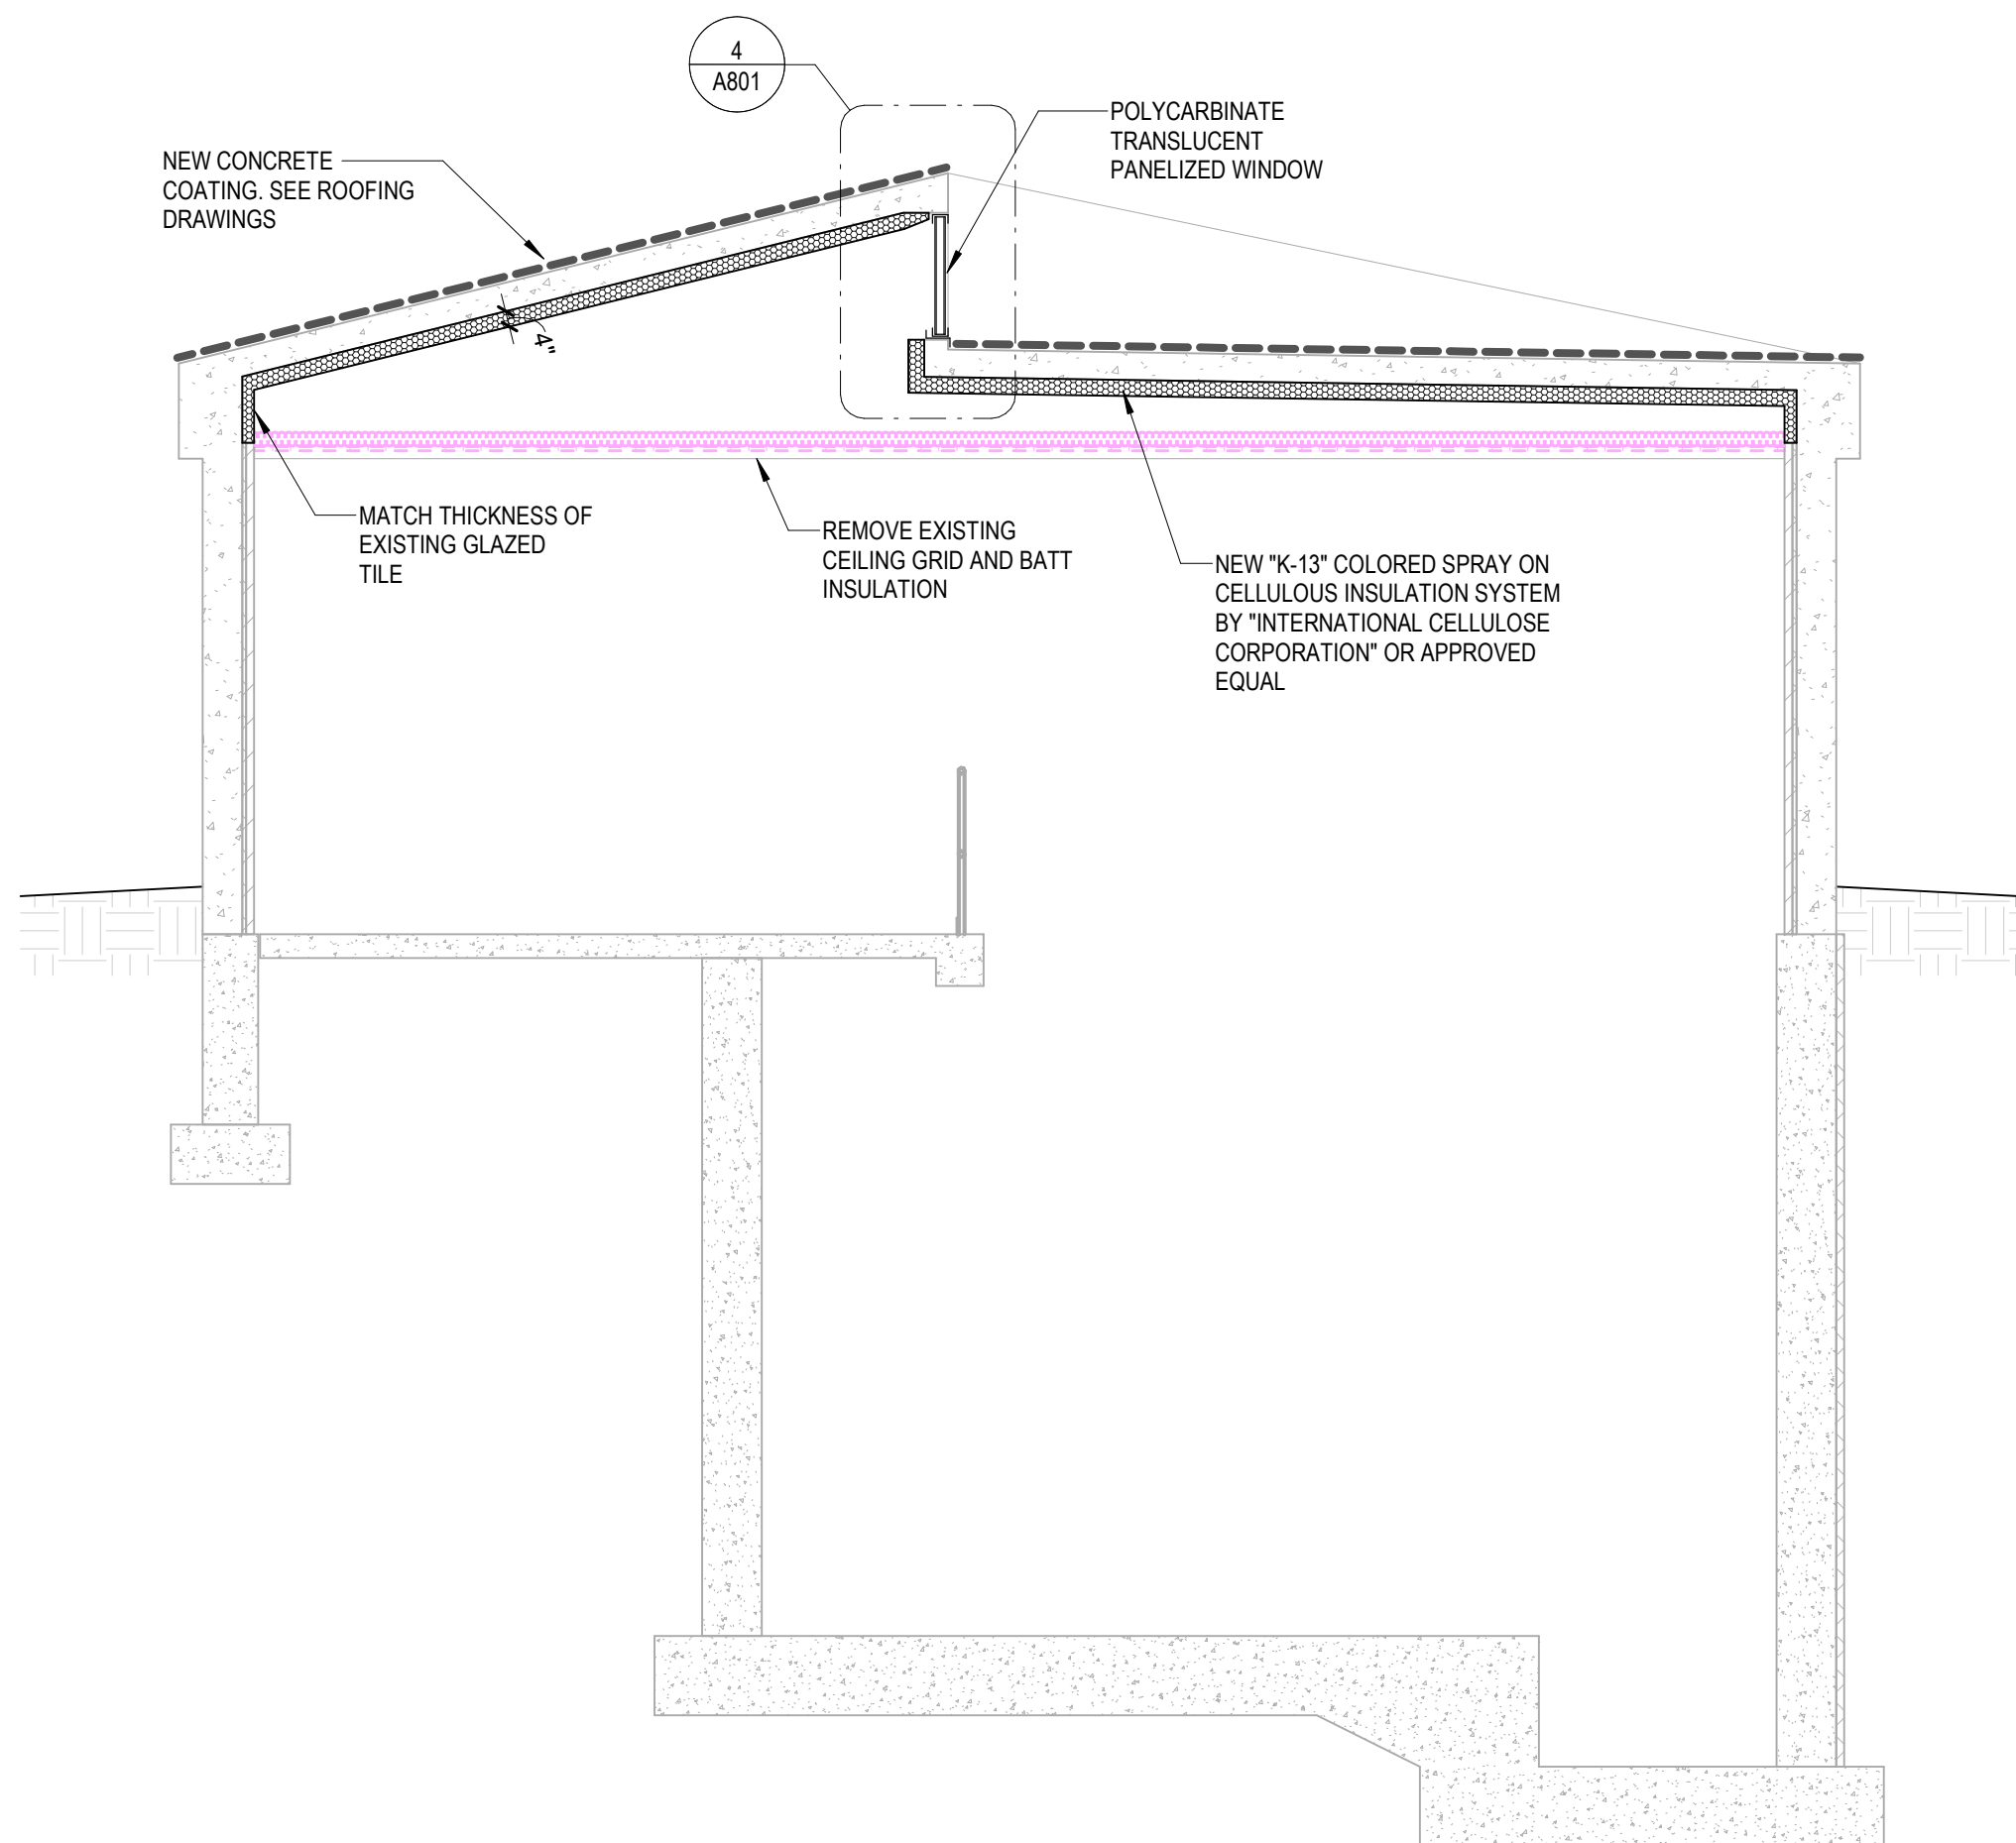 4
A801
POLYCARBINATE
TRANSLUCENT
PANELIZED WINDOW
NEW CONCRETE
COATING. SEE ROOFING
DRAWINGS
4"
MATCH THICKNESS OF
EXISTING GLAZED
TILE
REMOVE EXISTING
CEILING GRID AND BATT
INSULATION
NEW "K-13" COLORED SPRAY ON
CELLULOUS INSULATION SYSTEM
BY "INTERNATIONAL CELLULOSE
CORPORATION" OR APPROVED
EQUAL